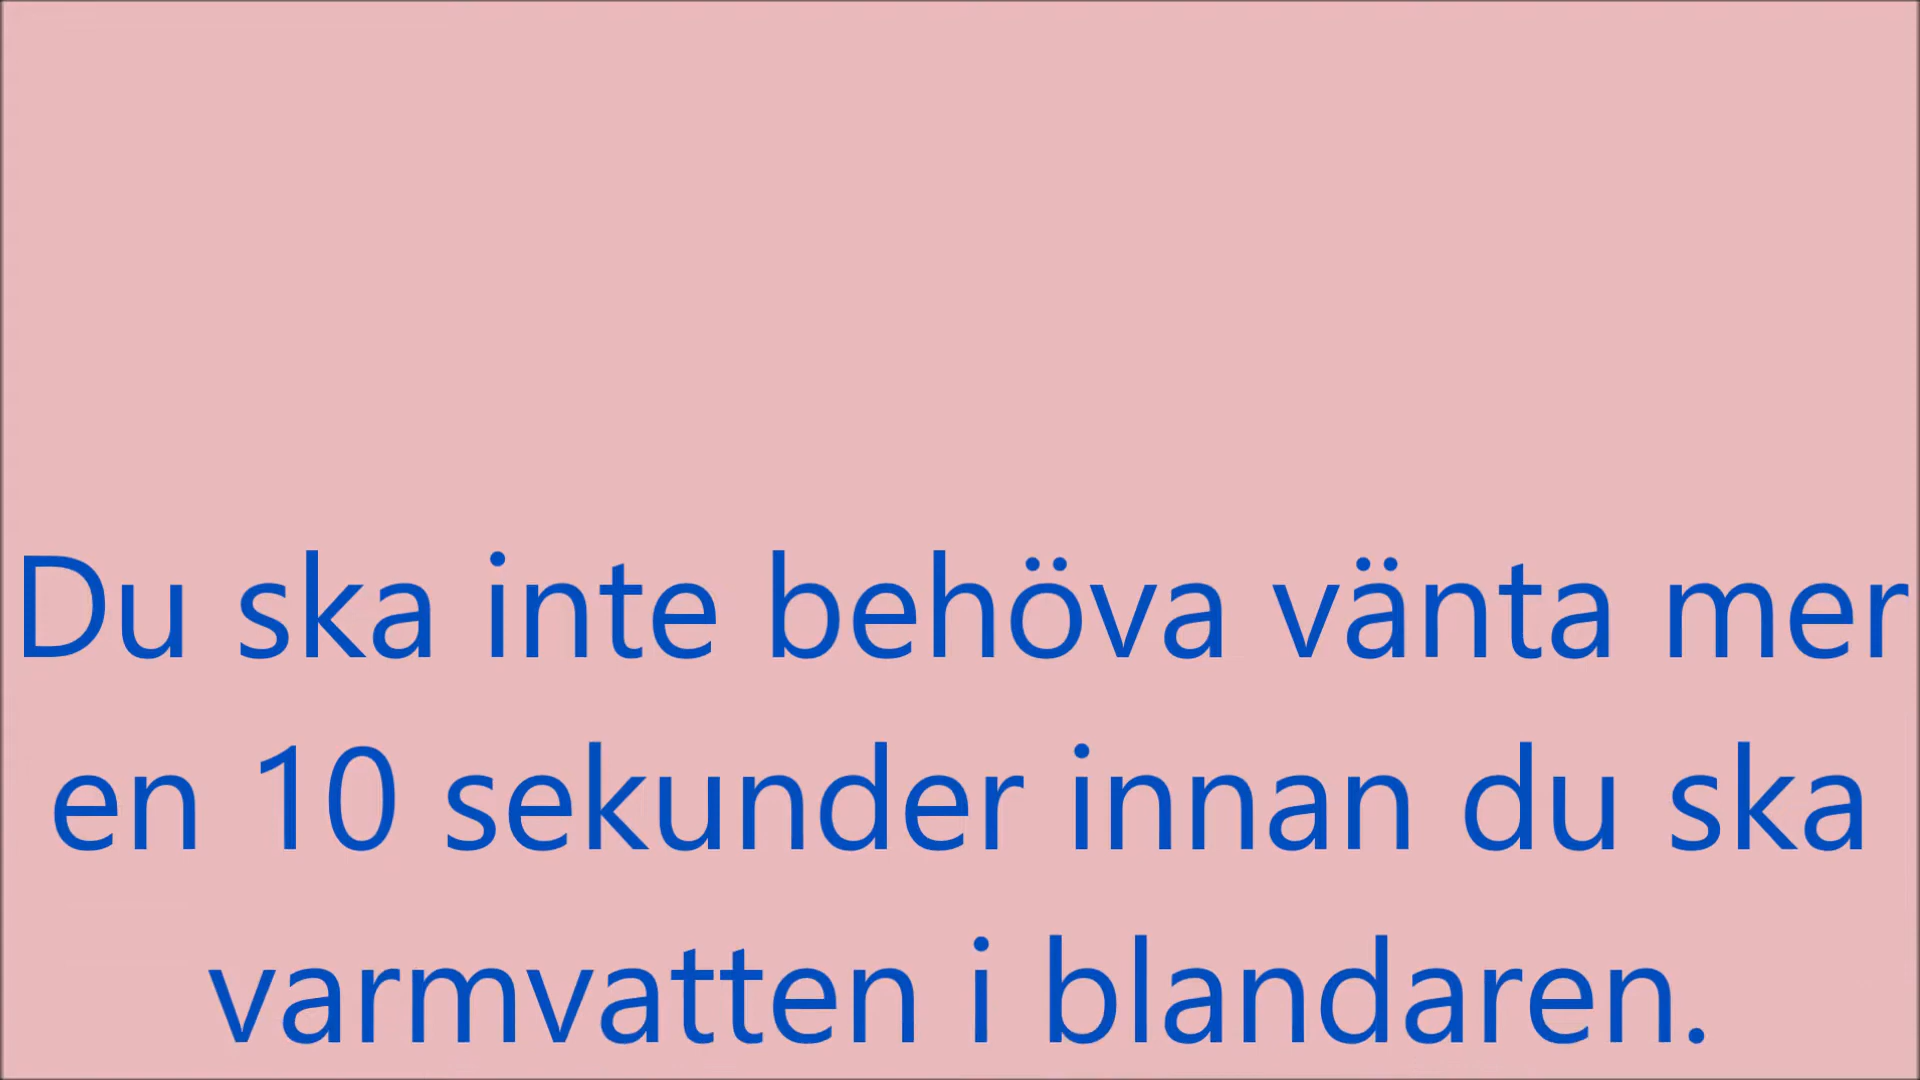 Du ska inte behöva vänta mer
en 10 sekunder innan du ska
varmvatten i blandaren.